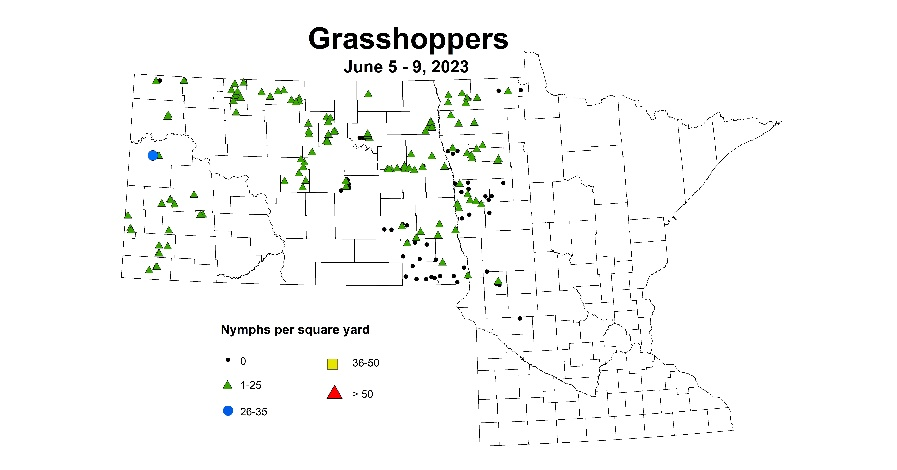 Grasshoppers
June 5 - 9, 2023
Nymphs per square yard
0
36-50
1-25
> 50
26-35